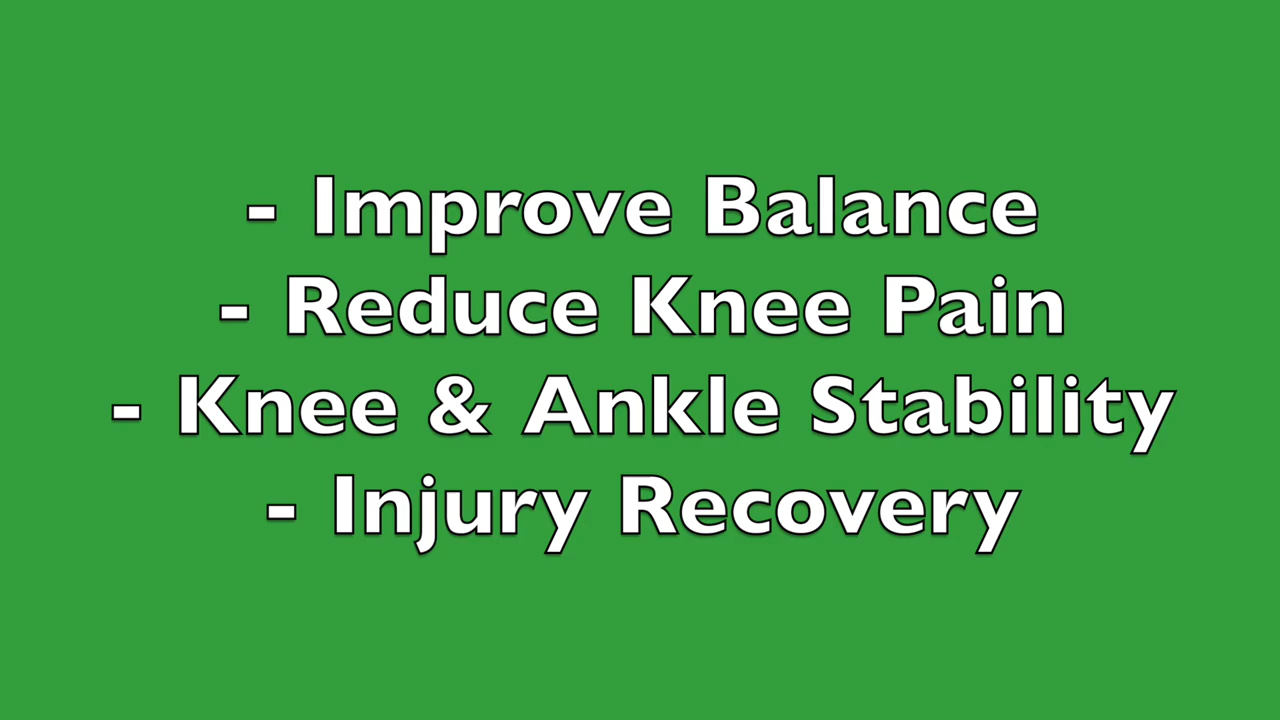 - Improve Balance
- Reduce Knee Pain
- Knee & Ankle Stability
- Injury Recovery